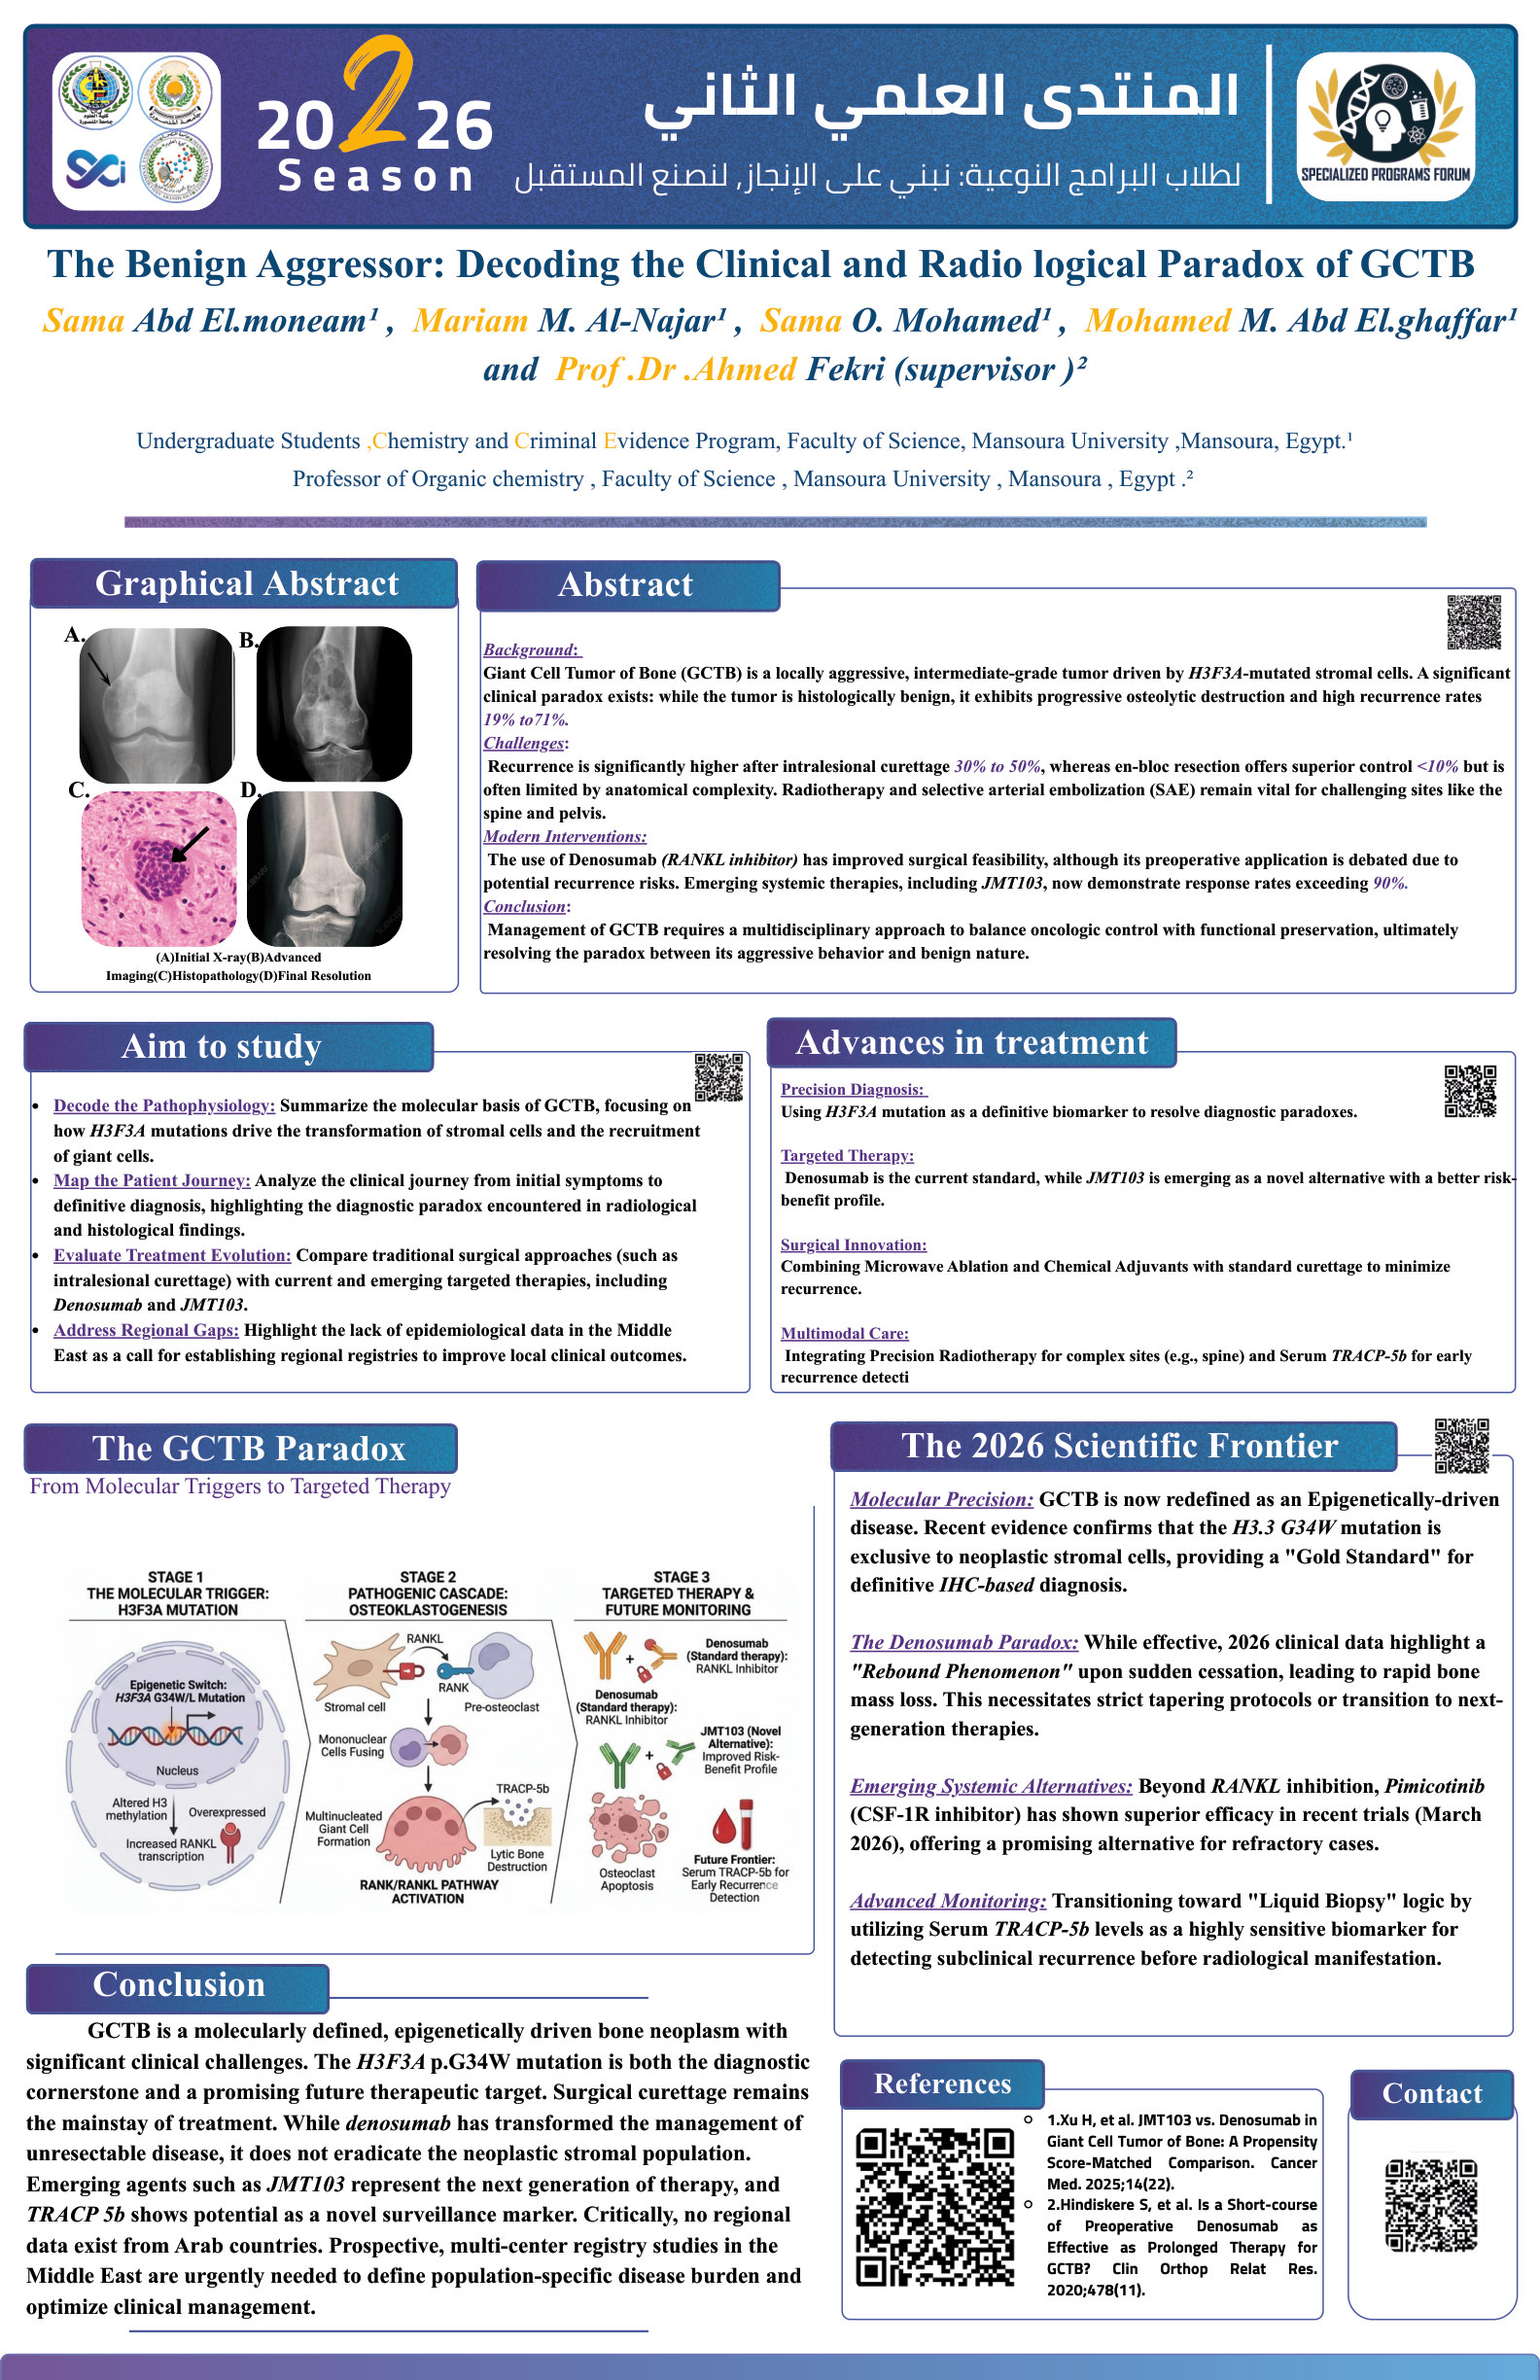 2026
2
Season
المنتدى العلمي الثاني
لطلاب البرامج النوعية: نبني على الإنجاز, لنصنع المستقبل
SPECIALIZED PROGRAMS FORUM
The Benign Aggressor: Decoding the Clinical and Radio logical Paradox of GCTB
Sama Abd El.moneam¹ , Mariam M. Al-Najar¹ , Sama O. Mohamed¹ , Mohamed M. Abd El.ghaffar¹
and Prof .Dr .Ahmed Fekri (supervisor )²
Undergraduate Students ,Chemistry and Criminal Evidence Program, Faculty of Science, Mansoura University ,Mansoura, Egypt.¹
Professor of Organic chemistry , Faculty of Science , Mansoura University , Mansoura , Egypt .²
Graphical Abstract
A.
B.
C.
D.
(A)Initial X-ray(B)Advanced
Imaging(C)Histopathology(D)Final Resolution
Abstract
Background:
Giant Cell Tumor of Bone (GCTB) is a locally aggressive, intermediate-grade tumor driven by H3F3A-mutated stromal cells. A significant
clinical paradox exists: while the tumor is histologically benign, it exhibits progressive osteolytic destruction and high recurrence rates
19% to71%.
Challenges:
Recurrence is significantly higher after intralesional curettage 30% to 50%, whereas en-bloc resection offers superior control <10% but is
often limited by anatomical complexity. Radiotherapy and selective arterial embolization (SAE) remain vital for challenging sites like the
spine and pelvis.
Modern Interventions:
The use of Denosumab (RANKL inhibitor) has improved surgical feasibility, although its preoperative application is debated due to
potential recurrence risks. Emerging systemic therapies, including JMT103, now demonstrate response rates exceeding 90%.
Conclusion:
Management of GCTB requires a multidisciplinary approach to balance oncologic control with functional preservation, ultimately
resolving the paradox between its aggressive behavior and benign nature.
Aim to study
• Decode the Pathophysiology: Summarize the molecular basis of GCTB, focusing on
how H3F3A mutations drive the transformation of stromal cells and the recruitment
of giant cells.
• Map the Patient Journey: Analyze the clinical journey from initial symptoms to
definitive diagnosis, highlighting the diagnostic paradox encountered in radiological
and histological findings.
• Evaluate Treatment Evolution: Compare traditional surgical approaches (such as
intralesional curettage) with current and emerging targeted therapies, including
Denosumab and JMT103.
• Address Regional Gaps: Highlight the lack of epidemiological data in the Middle
East as a call for establishing regional registries to improve local clinical outcomes.
Advances in treatment
Precision Diagnosis:
Using H3F3A mutation as a definitive biomarker to resolve diagnostic paradoxes.
Targeted Therapy:
Denosumab is the current standard, while JMT103 is emerging as a novel alternative with a better risk-
benefit profile.
Surgical Innovation:
Combining Microwave Ablation and Chemical Adjuvants with standard curettage to minimize
recurrence.
Multimodal Care:
Integrating Precision Radiotherapy for complex sites (e.g., spine) and Serum TRACP-5b for early
recurrence detecti
The GCTB Paradox
From Molecular Triggers to Targeted Therapy
STAGE 1
THE MOLECULAR TRIGGER:
H3F3A MUTATION
Epigenetic Switch:
H3F3A G34W/L Mutation
Nucleus
Altered H3
methylation
Overexpressed
Increased RANKL
transcription
STAGE 2
PATHOGENIC CASCADE:
OSTEOKLASTOGENESIS
RANKL
RANK
Stromal cell
Pre-osteoclast
Mononuclear
Cells Fusing
TRACP-5b
Multinucleated
Giant Cell
Formation
Lytic Bone
Destruction
RANK/RANKL PATHWAY
ACTIVATION
STAGE 3
TARGETED THERAPY &
FUTURE MONITORING
Denosumab
(Standard therapy):
RANKL Inhibitor
Denosumab
(Standard therapy):
RANKL Inhibitor
JMT103 (Novel
Alternative):
Improved Risk-
Benefit Profile
Osteoclast
Apoptosis
Future Frontier:
Serum TRACP-5b for
Early Recurrence
Detection
The 2026 Scientific Frontier
Molecular Precision: GCTB is now redefined as an Epigenetically-driven
disease. Recent evidence confirms that the H3.3 G34W mutation is
exclusive to neoplastic stromal cells, providing a "Gold Standard" for
definitive IHC-based diagnosis.
The Denosumab Paradox: While effective, 2026 clinical data highlight a
"Rebound Phenomenon" upon sudden cessation, leading to rapid bone
mass loss. This necessitates strict tapering protocols or transition to next-
generation therapies.
Emerging Systemic Alternatives: Beyond RANKL inhibition, Pimicotinib
(CSF-1R inhibitor) has shown superior efficacy in recent trials (March
2026), offering a promising alternative for refractory cases.
Advanced Monitoring: Transitioning toward "Liquid Biopsy" logic by
utilizing Serum TRACP-5b levels as a highly sensitive biomarker for
detecting subclinical recurrence before radiological manifestation.
Conclusion
GCTB is a molecularly defined, epigenetically driven bone neoplasm with
significant clinical challenges. The H3F3A p.G34W mutation is both the diagnostic
cornerstone and a promising future therapeutic target. Surgical curettage remains
the mainstay of treatment. While denosumab has transformed the management of
unresectable disease, it does not eradicate the neoplastic stromal population.
Emerging agents such as JMT103 represent the next generation of therapy, and
TRACP 5b shows potential as a novel surveillance marker. Critically, no regional
data exist from Arab countries. Prospective, multi-center registry studies in the
Middle East are urgently needed to define population-specific disease burden and
optimize clinical management.
References
1.Xu H, et al. JMT103 vs. Denosumab in
Giant Cell Tumor of Bone: A Propensity
Score-Matched Comparison. Cancer
Med. 2025;14(22).
2.Hindiskere S, et al. Is a Short-course
of Preoperative Denosumab as
Effective as Prolonged Therapy for
GCTB? Clin Orthop Relat Res.
2020;478(11).
Contact